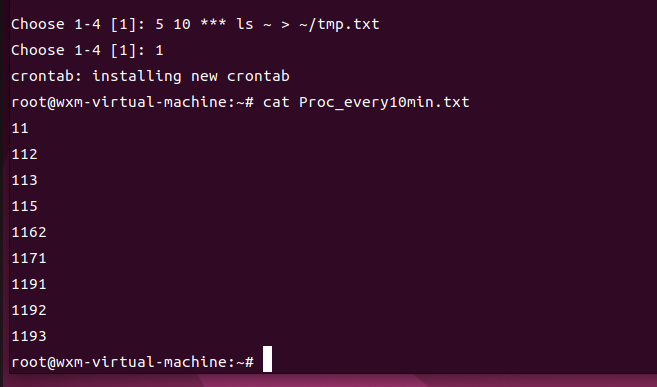 Choose 1-4 [1]: 5 10 *** ls ~ > ~/tmp.txt
Choose 1-4 [1]: 1
crontab: installing new crontab
root@wxm-virtual-machine:~# cat Proc_every10min.txt
11
112
113
115
1162
1171
1191
1192
1193
root@wxm-virtual-machine:~#